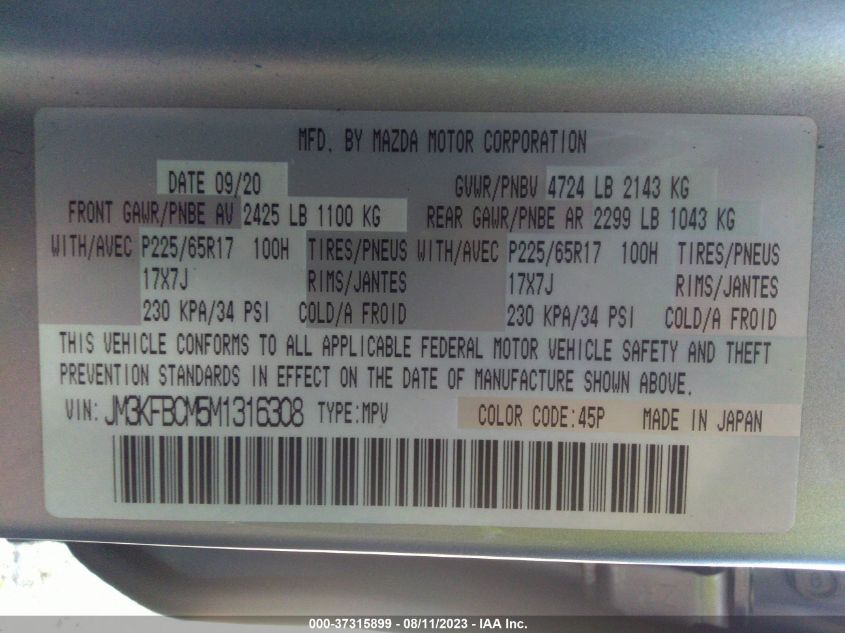 MFD. BY MAZDA MOTOR CORPORATION
DATE 09/20 GVWR/PNBV 4724 LB 2143 KG
FRONT GAWR/PNBE AV 2425 LB 1100 KG REAR GAWR/PNBE AR 2299 LB 1043 KG
WITH/AVEC P225/65R17 100H TIRES/PNEUS WITH/AVEC P225/65R17 100H TIRES/PNEUS
17X7J RIMS/JANTES 17X7J RIMS/JANTES
230 KPA/34 PSI COLD/A FROID 230 KPA/34 PSI COLD/A FROID
THIS VEHICLE CONFORMS TO ALL APPLICABLE FEDERAL MOTOR VEHICLE SAFETY AND THEFT
PREVENTION STANDARDS IN EFFECT ON THE DATE OF MANUFACTURE SHOWN ABOVE.
VIN: JM3KFBCM5M1316308 TYPE:MPV COLOR CODE:45P MADE IN JAPAN
000-37315899 - 08/11/2023 - IAA Inc.